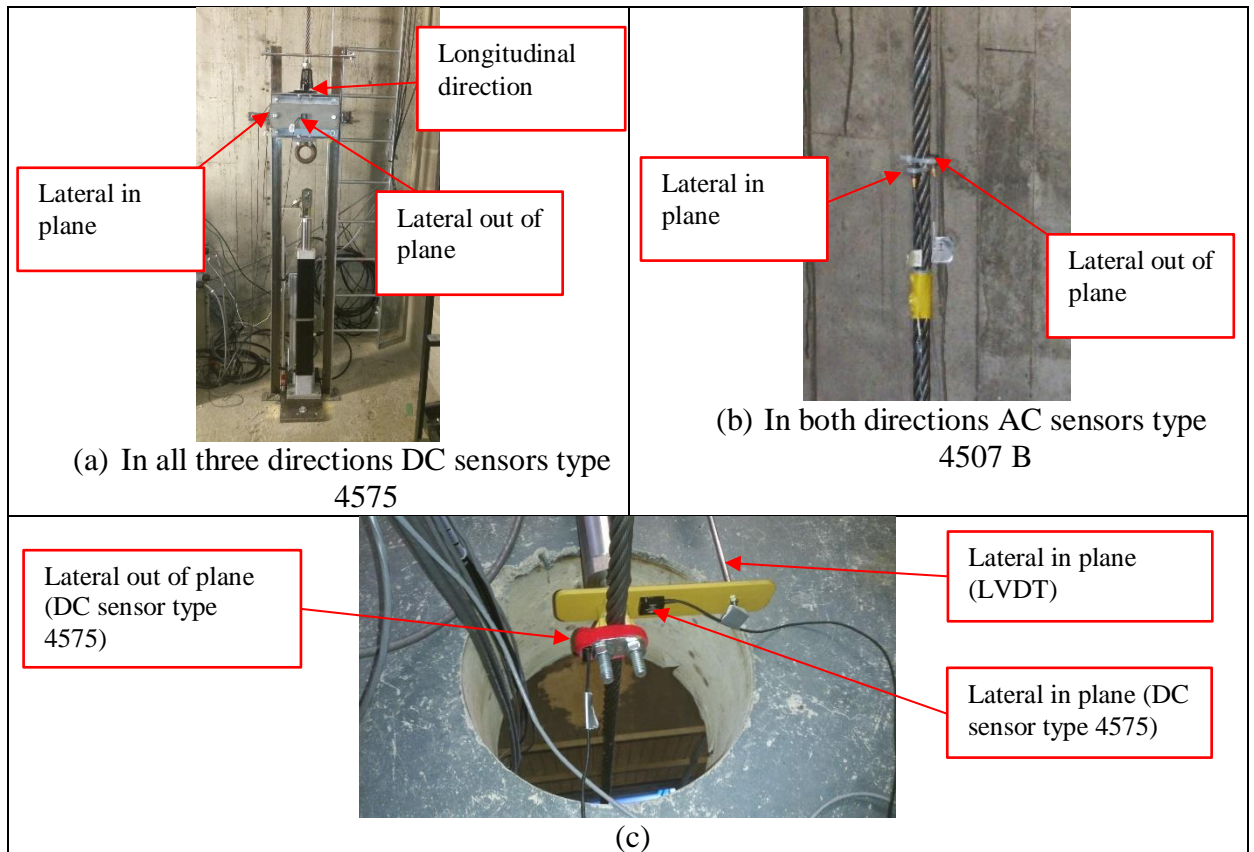 Longitudinal
direction
Lateral in
plane
Lateral out of
plane
(a) In all three directions DC sensors type
4575
Lateral in
plane
Lateral out of
plane
(b) In both directions AC sensors type
4507 B
Lateral out of plane
(DC sensor type
4575)
Lateral in plane
(LVDT)
Lateral in plane (DC
sensor type 4575)
(c)